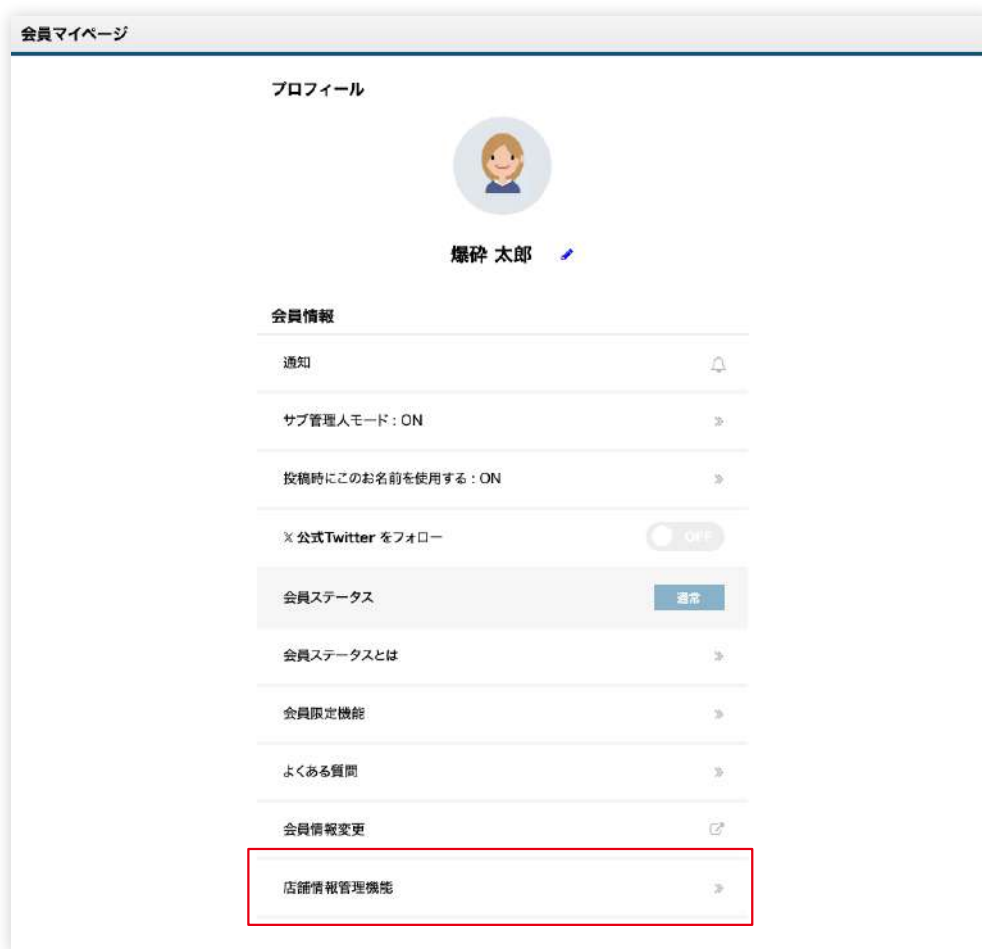 会員マイページ
プロフィール
爆砕 太郎
会員情報
通知
サブ管理人モード : ON
投稿時にこのお名前を使用する : ON
𝕏 公式Twitter をフォロー
OFF
会員ステータス
通常
会員ステータスとは
会員限定機能
よくある質問
会員情報変更
店舗情報管理機能